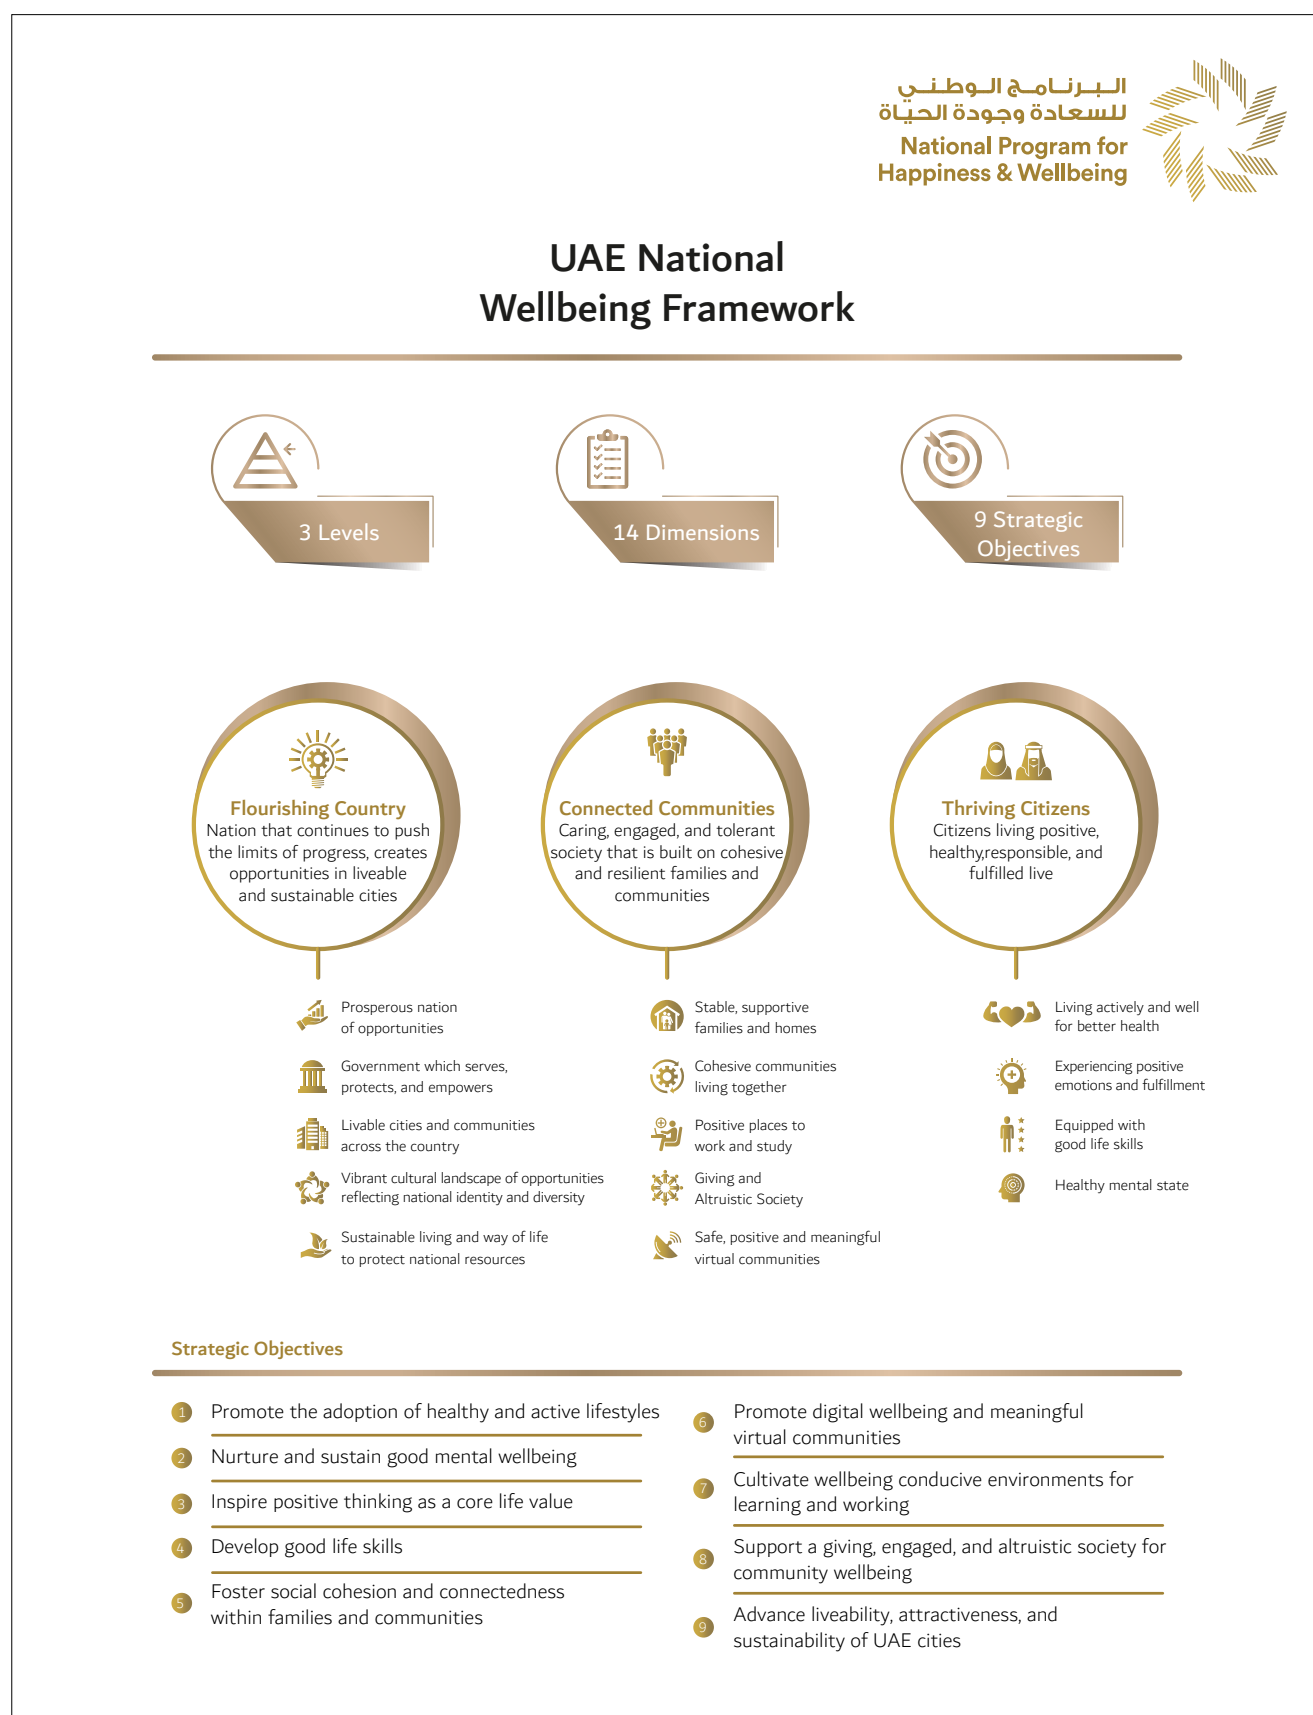 البرنامج الوطني
للسعادة وجودة الحياة
National Program for
Happiness & Wellbeing
UAE National
Wellbeing Framework
3 Levels
14 Dimensions
9 Strategic
Objectives
Flourishing Country
Nation that continues to push
the limits of progress, creates
opportunities in liveable
and sustainable cities
Connected Communities
Caring, engaged, and tolerant
society that is built on cohesive
and resilient families and
communities
Thriving Citizens
Citizens living positive,
healthy,responsible, and
fulfilled live
Prosperous nation
of opportunities
Government which serves,
protects, and empowers
Livable cities and communities
across the country
Vibrant cultural landscape of opportunities
reflecting national identity and diversity
Sustainable living and way of life
to protect national resources
Stable, supportive
families and homes
Cohesive communities
living together
Positive places to
work and study
Giving and
Altruistic Society
Safe, positive and meaningful
virtual communities
Living actively and well
for better health
Experiencing positive
emotions and fulfillment
Equipped with
good life skills
Healthy mental state
Strategic Objectives
1 Promote the adoption of healthy and active lifestyles
2 Nurture and sustain good mental wellbeing
3 Inspire positive thinking as a core life value
4 Develop good life skills
5 Foster social cohesion and connectedness
within families and communities
6 Promote digital wellbeing and meaningful
virtual communities
7 Cultivate wellbeing conducive environments for
learning and working
8 Support a giving, engaged, and altruistic society for
community wellbeing
9 Advance liveability, attractiveness, and
sustainability of UAE cities